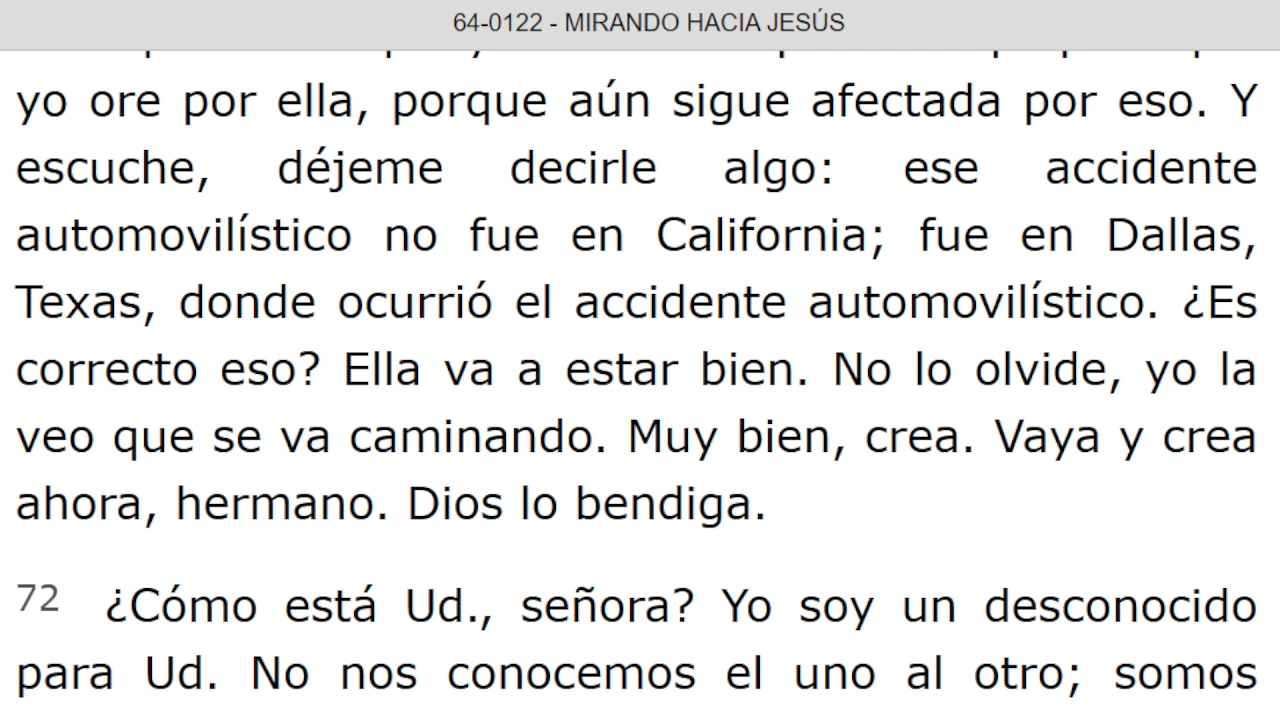 64-0122 - MIRANDO HACIA JESÚS
yo ore por ella, porque aún sigue afectada por eso. Y
escuche, déjeme decirle algo: ese accidente
automovilístico no fue en California; fue en Dallas,
Texas, donde ocurrió el accidente automovilístico. ¿Es
correcto eso? Ella va a estar bien. No lo olvide, yo la
veo que se va caminando. Muy bien, crea. Vaya y crea
ahora, hermano. Dios lo bendiga.
72 ¿Cómo está Ud., señora? Yo soy un desconocido
para Ud. No nos conocemos el uno al otro; somos